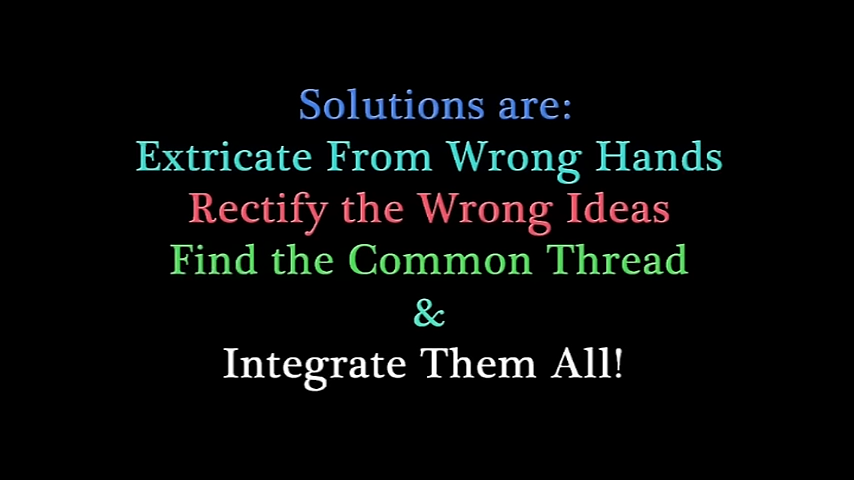 Solutions are:
Extricate From Wrong Hands
Rectify the Wrong Ideas
Find the Common Thread
&
Integrate Them All!